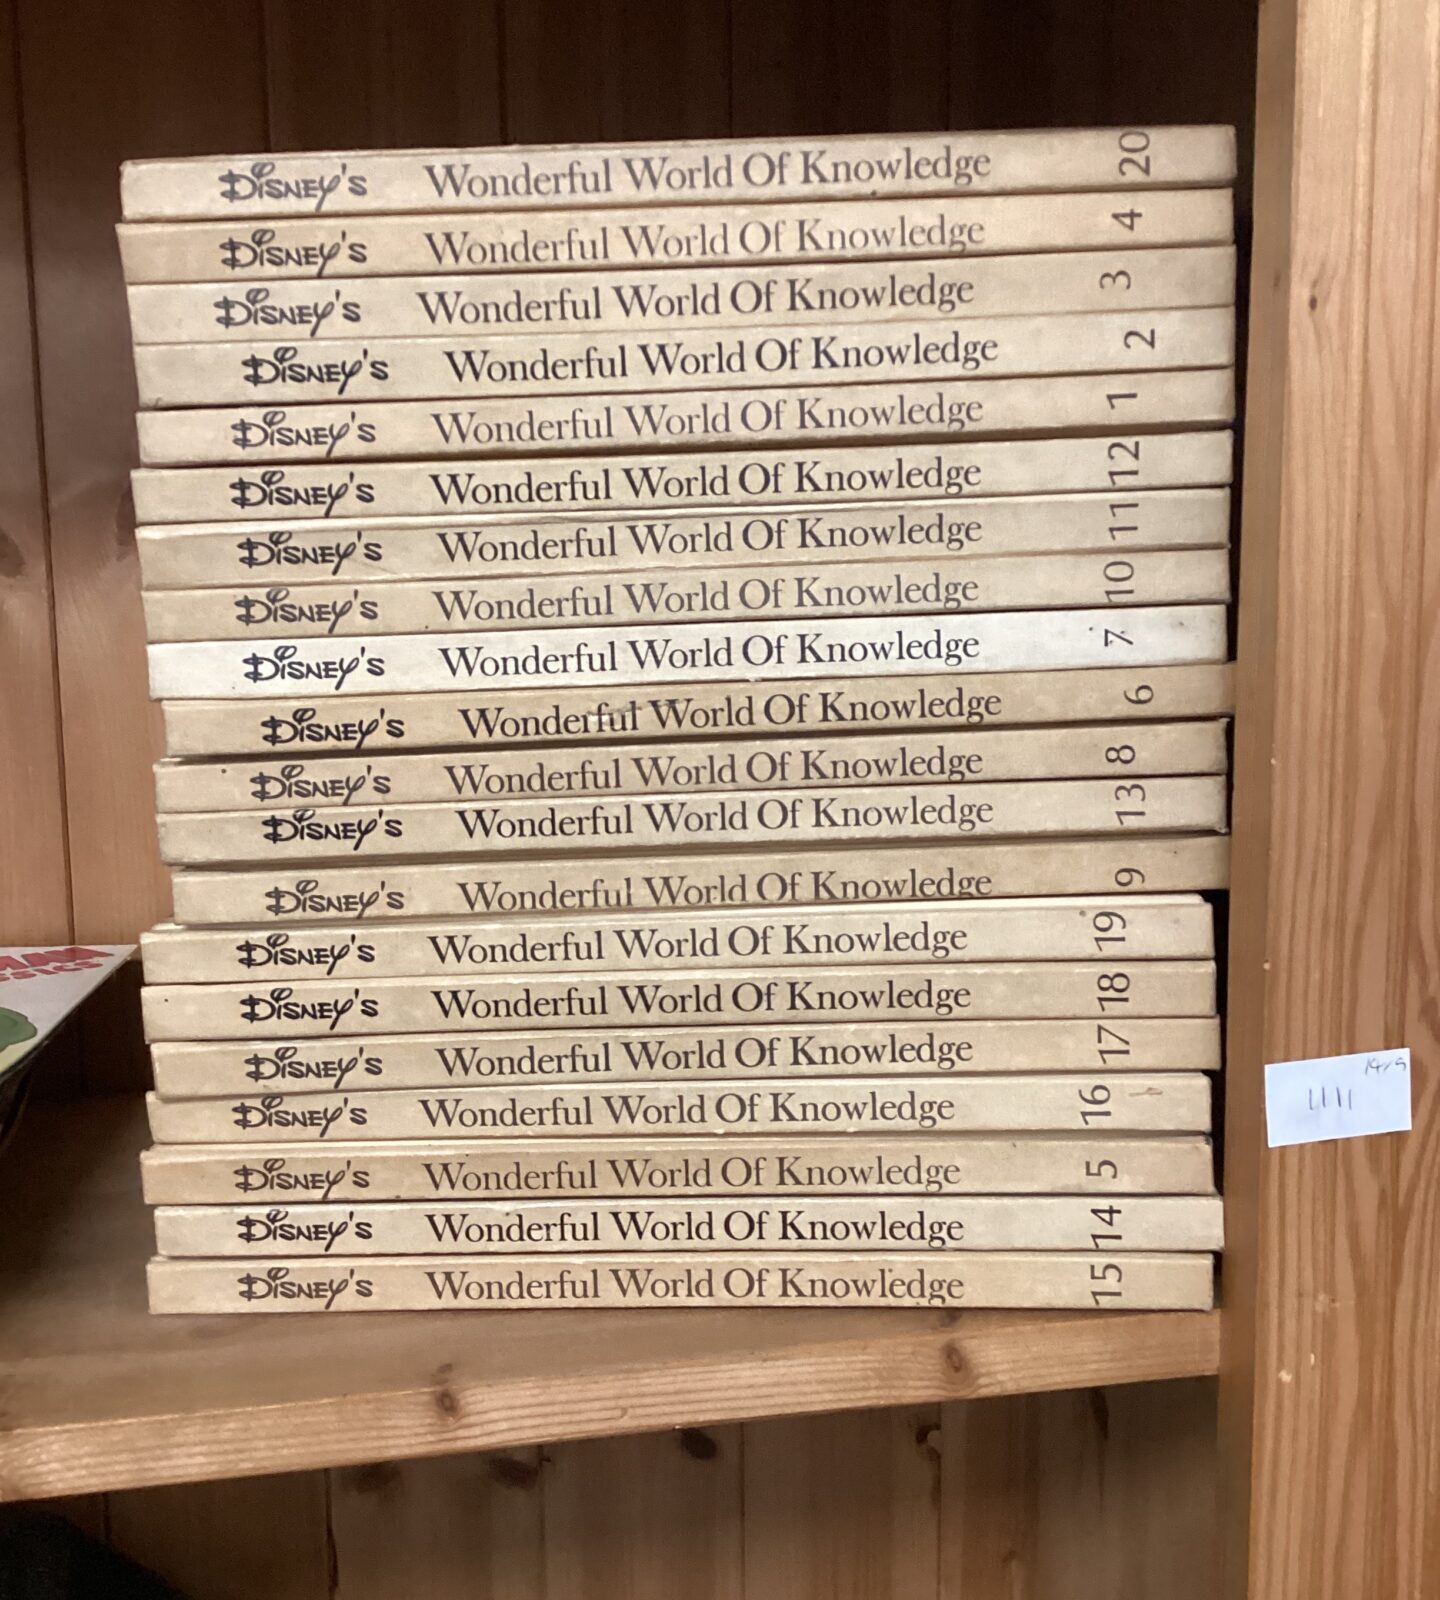 Disney's Wonderful World Of Knowledge 20
Disney's Wonderful World Of Knowledge 4
Disney's Wonderful World Of Knowledge 3
Disney's Wonderful World Of Knowledge 2
Disney's Wonderful World Of Knowledge 1
Disney's Wonderful World Of Knowledge 12
Disney's Wonderful World Of Knowledge 11
Disney's Wonderful World Of Knowledge 10
Disney's Wonderful World Of Knowledge 7
Disney's Wonderful World Of Knowledge 6
Disney's Wonderful World Of Knowledge 8
Disney's Wonderful World Of Knowledge 13
Disney's Wonderful World Of Knowledge 9
Disney's Wonderful World Of Knowledge 19
Disney's Wonderful World Of Knowledge 18
Disney's Wonderful World Of Knowledge 17
Disney's Wonderful World Of Knowledge 16
Disney's Wonderful World Of Knowledge 5
Disney's Wonderful World Of Knowledge 14
Disney's Wonderful World Of Knowledge 15
1111